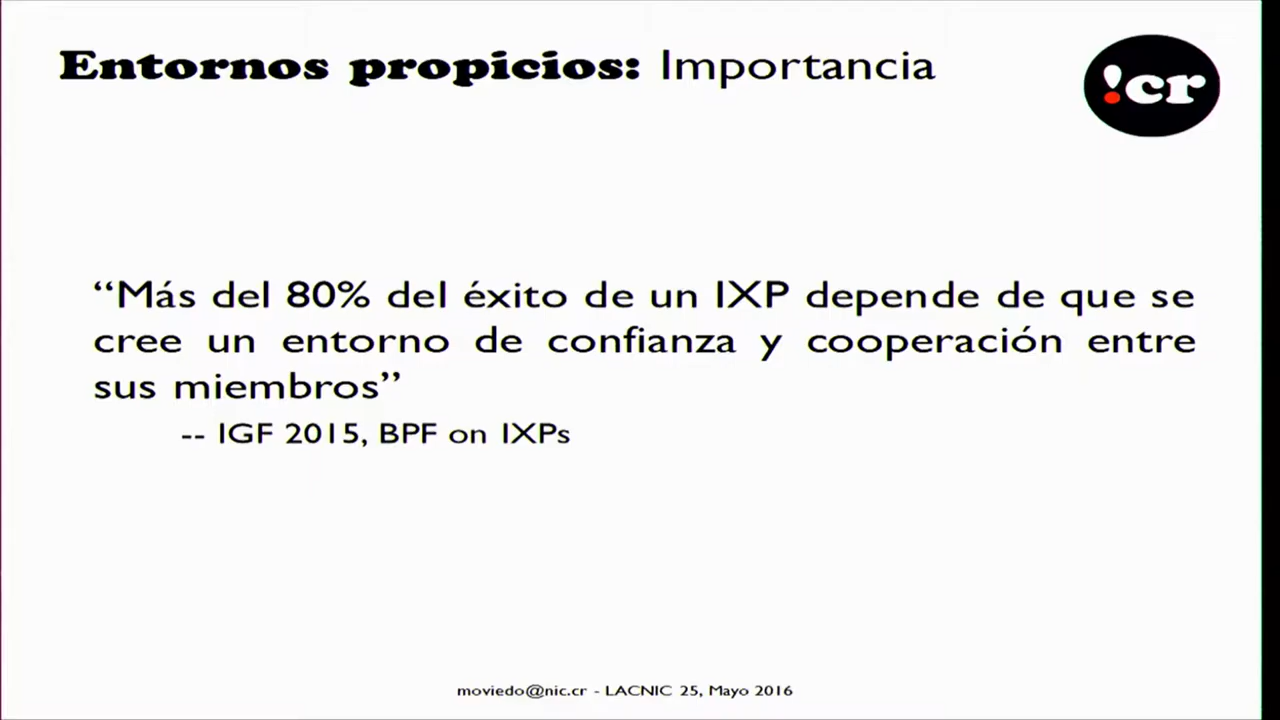 Entornos propicios: Importancia
!cr
“Más del 80% del éxito de un IXP depende de que se
cree un entorno de confianza y cooperación entre
sus miembros”
-- IGF 2015, BPF on IXPs
moviedo@nic.cr - LACNIC 25, Mayo 2016